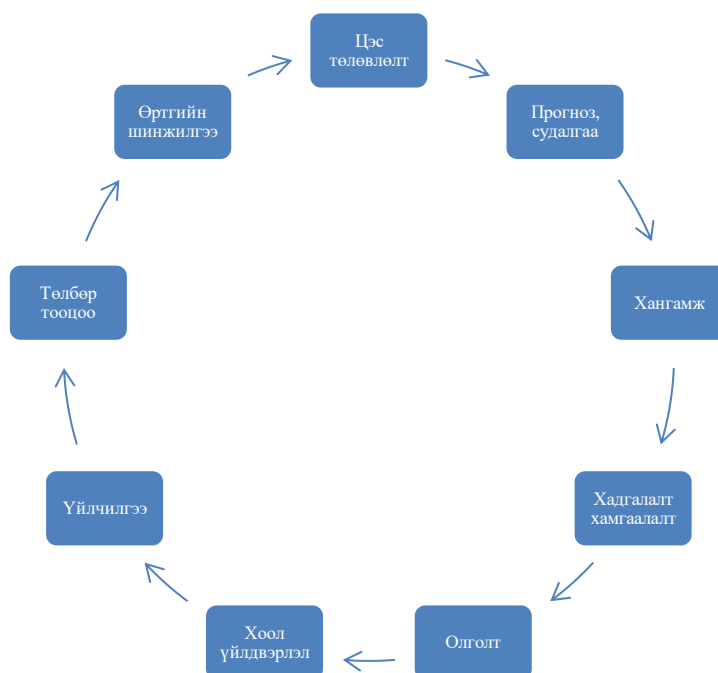 Цэс
төлөвлөлт
Прогноз,
судалгаа
Хангамж
Хадгалалт
хамгаалалт
Олголт
Хоол
үйлдвэрлэл
Үйлчилгээ
Төлбөр
тооцоо
Өртгийн
шинжилгээ